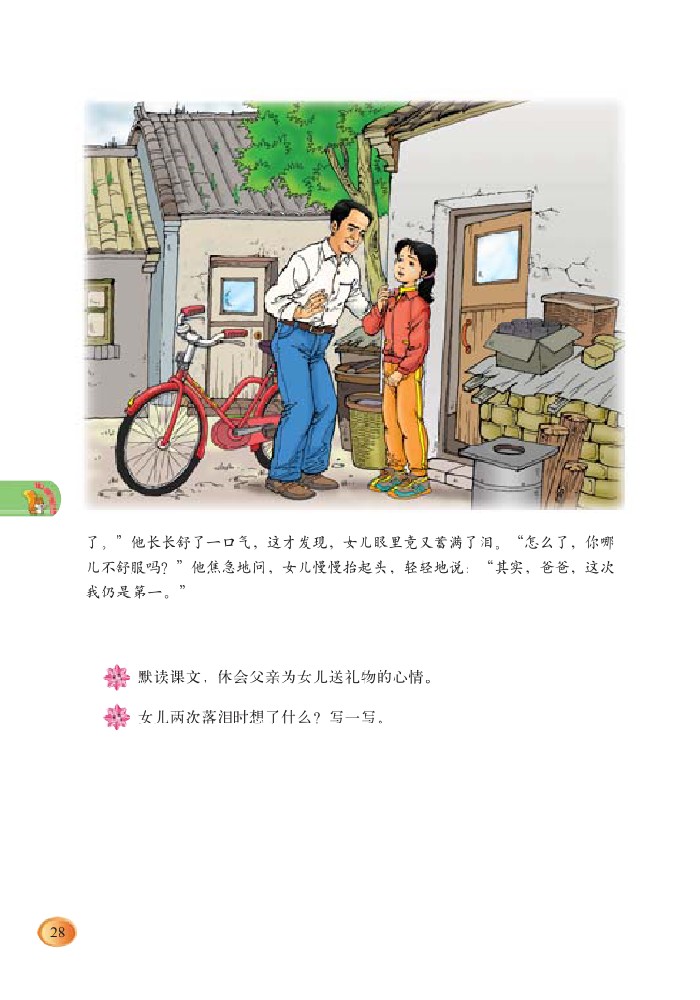 了。”他长长舒了一口气，这才发现，女儿眼里竟又蓄满了泪。“怎么了，你哪
儿不舒服吗？”他焦急地问，女儿慢慢抬起头，轻轻地说：“其实，爸爸，这次
我仍是第一。”
默读课文，体会父亲为女儿送礼物的心情。
女儿两次落泪时想了什么？写一写。
28